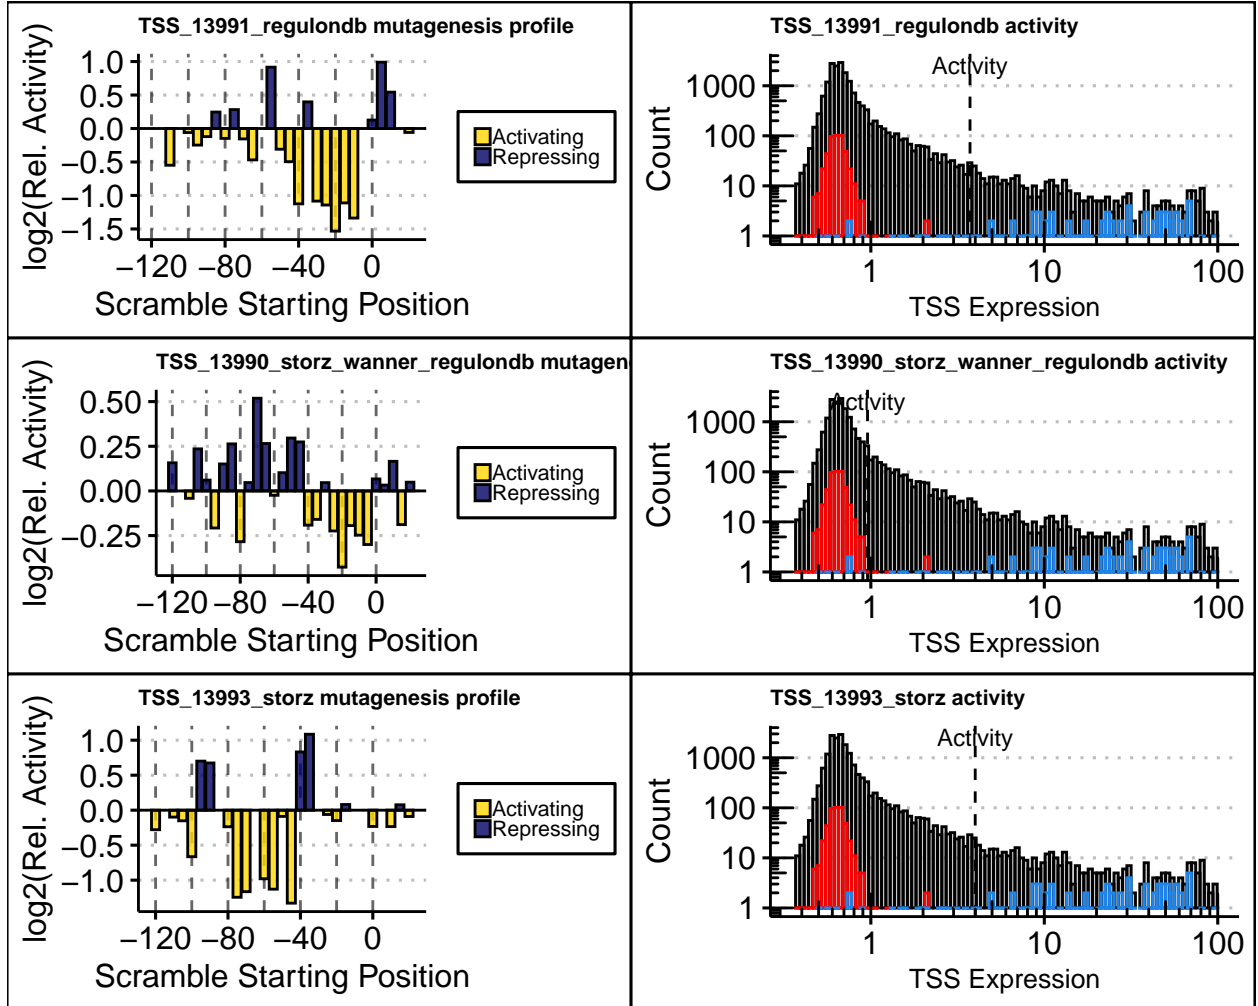 TSS_13991_regulondb mutagenesis profile
log2(Rel. Activity)
1.0
0.5
0.0
−0.5
−1.0
−1.5
−120 −80 −40 0
Scramble Starting Position
Activating
Repressing
TSS_13991_regulondb activity
Activity
Count
1000
100
10
1
1 10 100
TSS Expression
TSS_13990_storz_wanner_regulondb mutagen
log2(Rel. Activity)
0.50
0.25
0.00
−0.25
−120 −80 −40 0
Scramble Starting Position
Activating
Repressing
TSS_13990_storz_wanner_regulondb activity
Activity
Count
1000
100
10
1
1 10 100
TSS Expression
TSS_13993_storz mutagenesis profile
log2(Rel. Activity)
1.0
0.5
0.0
−0.5
−1.0
−120 −80 −40 0
Scramble Starting Position
Activating
Repressing
TSS_13993_storz activity
Activity
Count
1000
100
10
1
1 10 100
TSS Expression